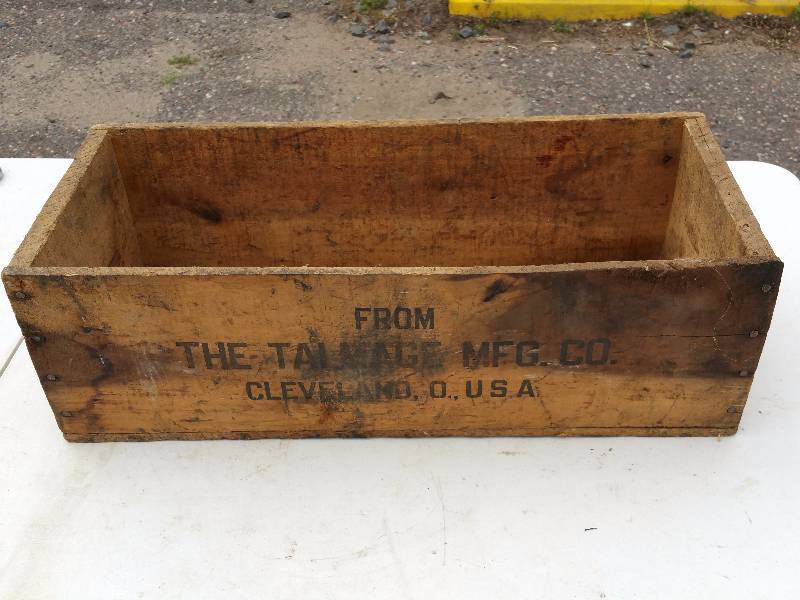 FROM
THE TALMAGE MFG. CO.
CLEVELAND, O., U S A